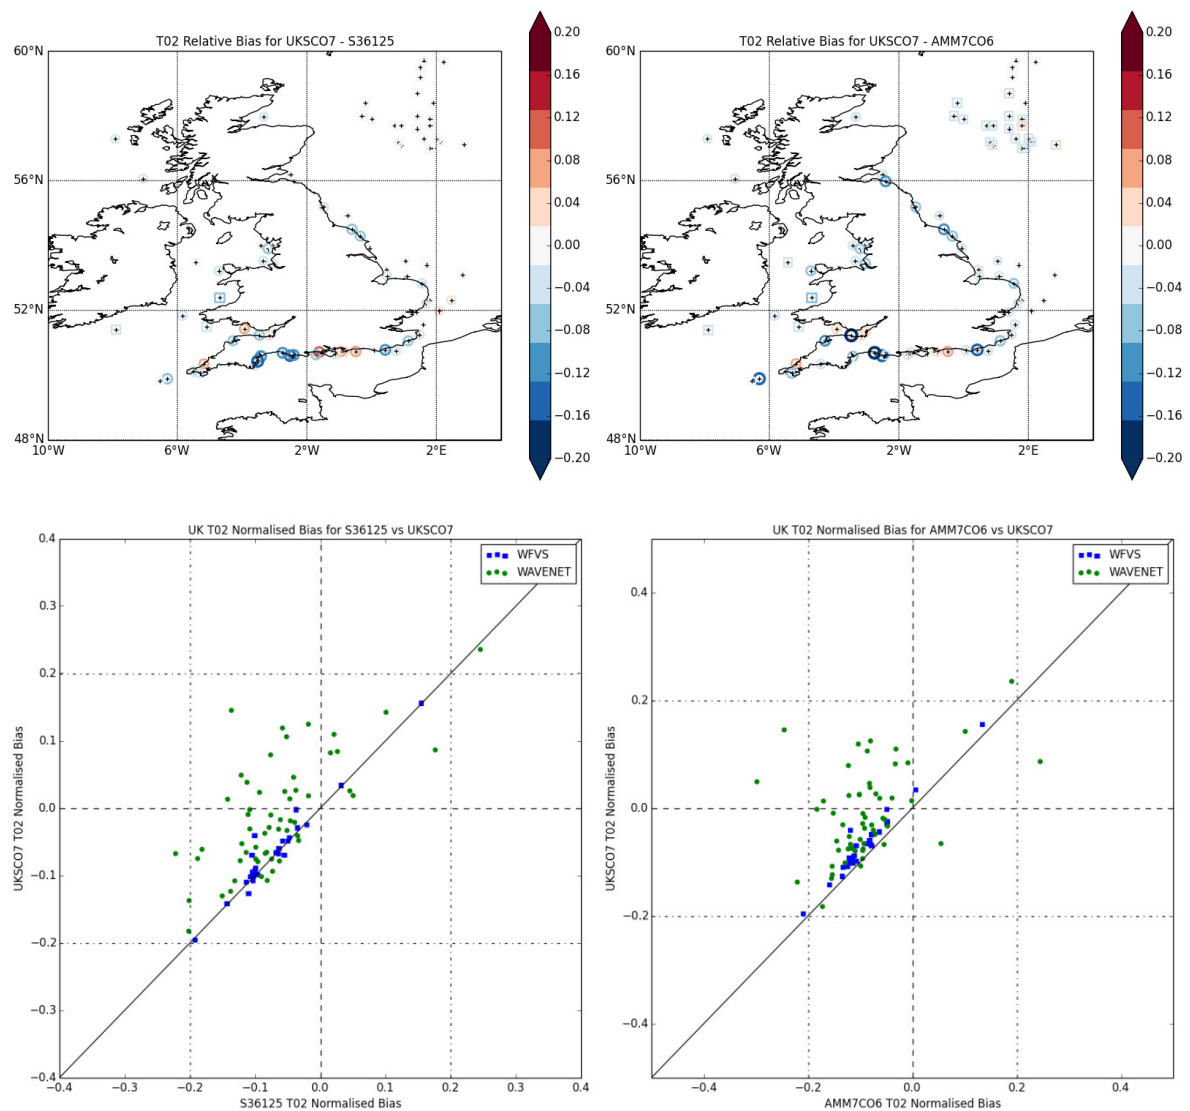 T02 Relative Bias for UKSCO7 - S36125
60°N
56°N
52°N
48°N
10°W
6°W
2°W
2°E
0.20
0.16
0.12
0.08
0.04
0.00
−0.04
−0.08
−0.12
−0.16
−0.20
T02 Relative Bias for UKSCO7 - AMM7CO6
60°N
56°N
52°N
48°N
10°W
6°W
2°W
2°E
0.20
0.16
0.12
0.08
0.04
0.00
−0.04
−0.08
−0.12
−0.16
−0.20
UK T02 Normalised Bias for S36125 vs UKSCO7
WFVS
WAVENET
UKSCO7 T02 Normalised Bias
0.4
0.3
0.2
0.1
0.0
−0.1
−0.2
−0.3
−0.4
−0.4
−0.3
−0.2
−0.1
0.0
0.1
0.2
0.3
0.4
S36125 T02 Normalised Bias
UK T02 Normalised Bias for AMM7CO6 vs UKSCO7
WFVS
WAVENET
UKSCO7 T02 Normalised Bias
0.4
0.2
0.0
−0.2
−0.4
−0.4
−0.2
0.0
0.2
0.4
AMM7CO6 T02 Normalised Bias